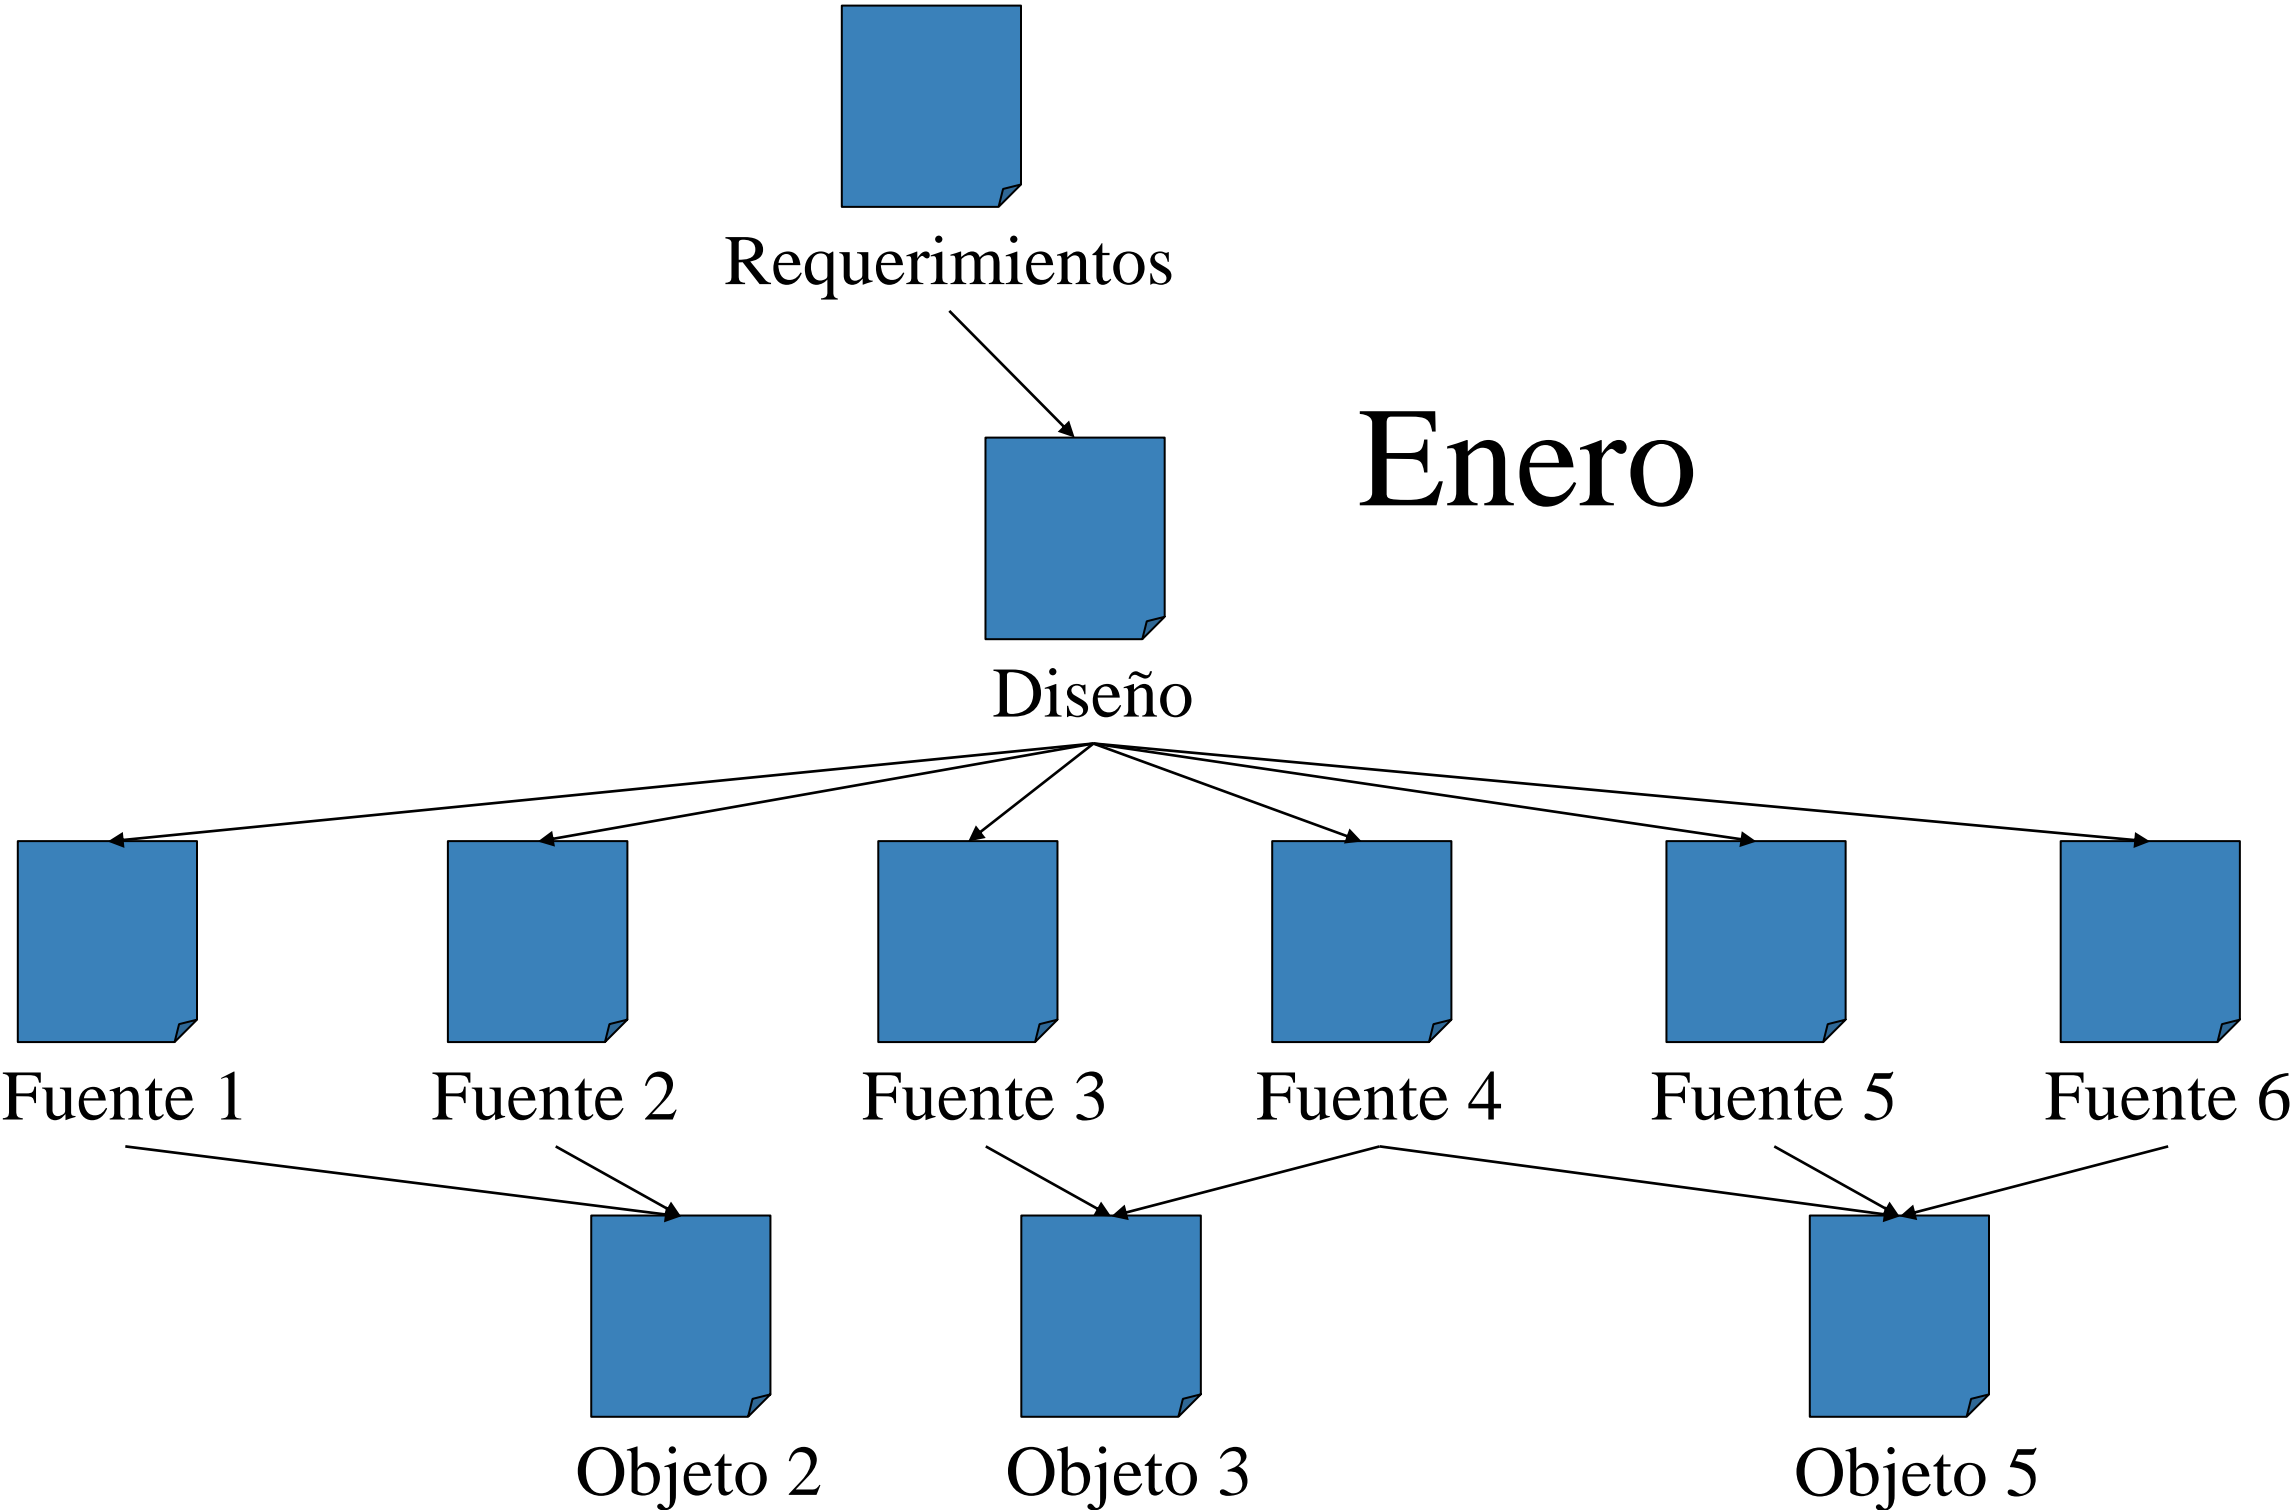 Requerimientos
Enero
Diseño
Fuente 1
Fuente 2
Fuente 3
Fuente 4
Fuente 5
Fuente 6
Objeto 2
Objeto 3
Objeto 5